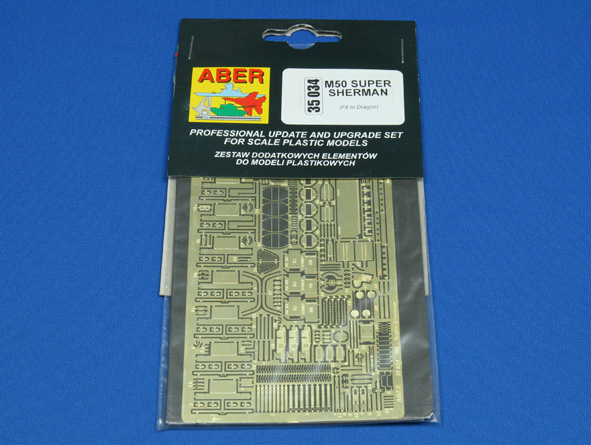 ABER
35 034
M50 SUPER
SHERMAN
(Fit to Dragon)
PROFESSIONAL UPDATE AND UPGRADE SET
FOR SCALE PLASTIC MODELS
ZESTAW DODATKOWYCH ELEMENTÓW
DO MODELI PLASTIKOWYCH